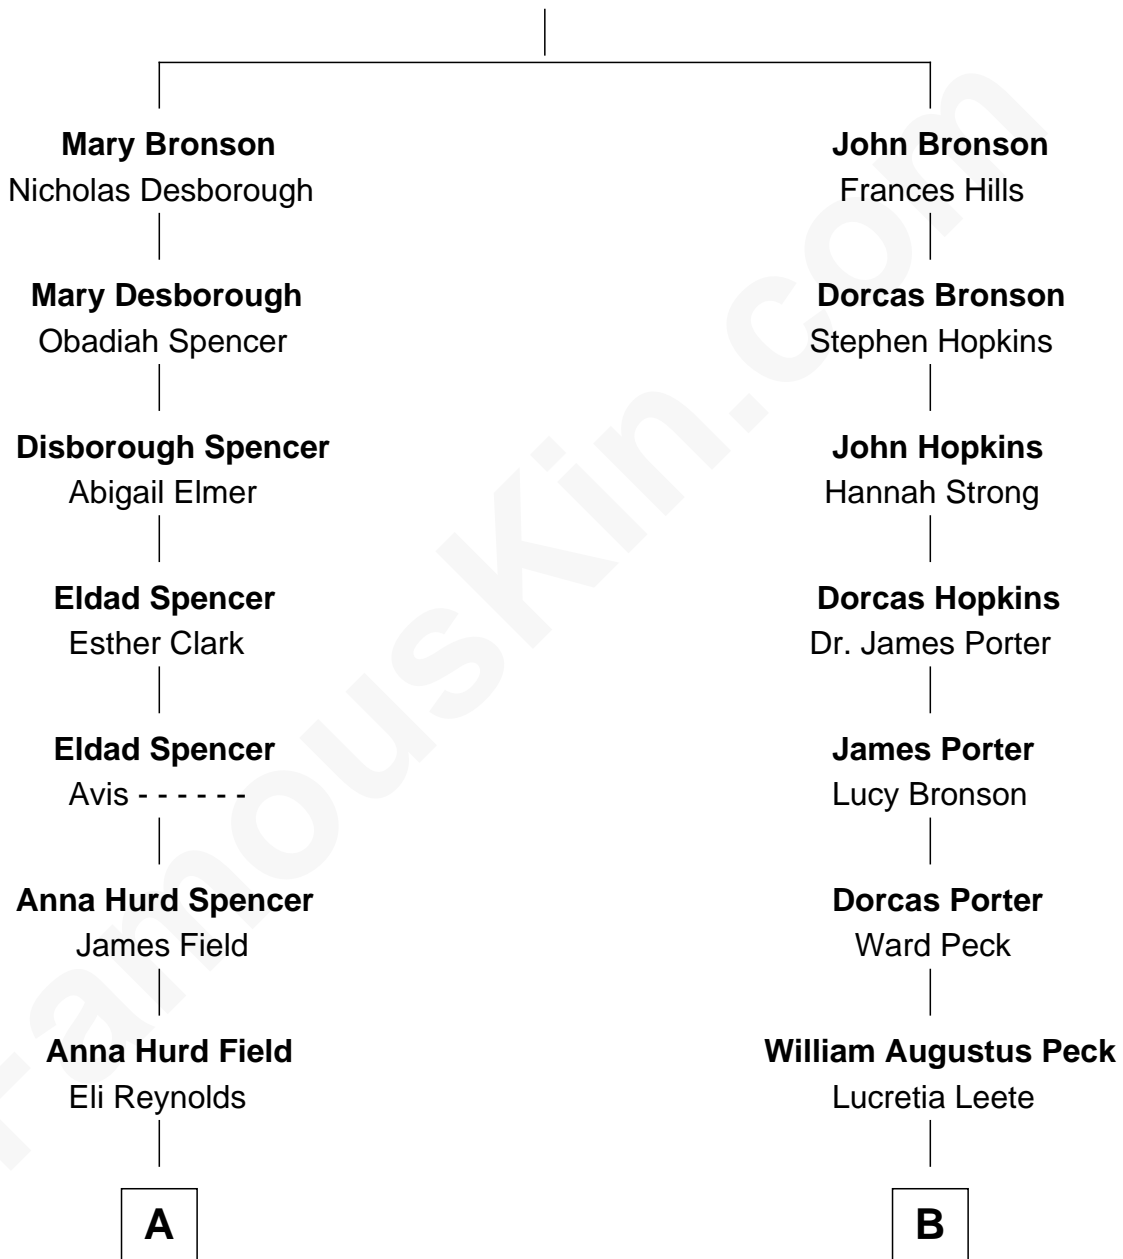 Mary Bronson
Nicholas Desborough
Mary Desborough
Obadiah Spencer
Disborough Spencer
Abigail Elmer
Eldad Spencer
Esther Clark
Eldad Spencer
Avis - - - - - -
Anna Hurd Spencer
James Field
Anna Hurd Field
Eli Reynolds
A
John Bronson
Frances Hills
Dorcas Bronson
Stephen Hopkins
John Hopkins
Hannah Strong
Dorcas Hopkins
Dr. James Porter
James Porter
Lucy Bronson
Dorcas Porter
Ward Peck
William Augustus Peck
Lucretia Leete
B
FamousKin.com